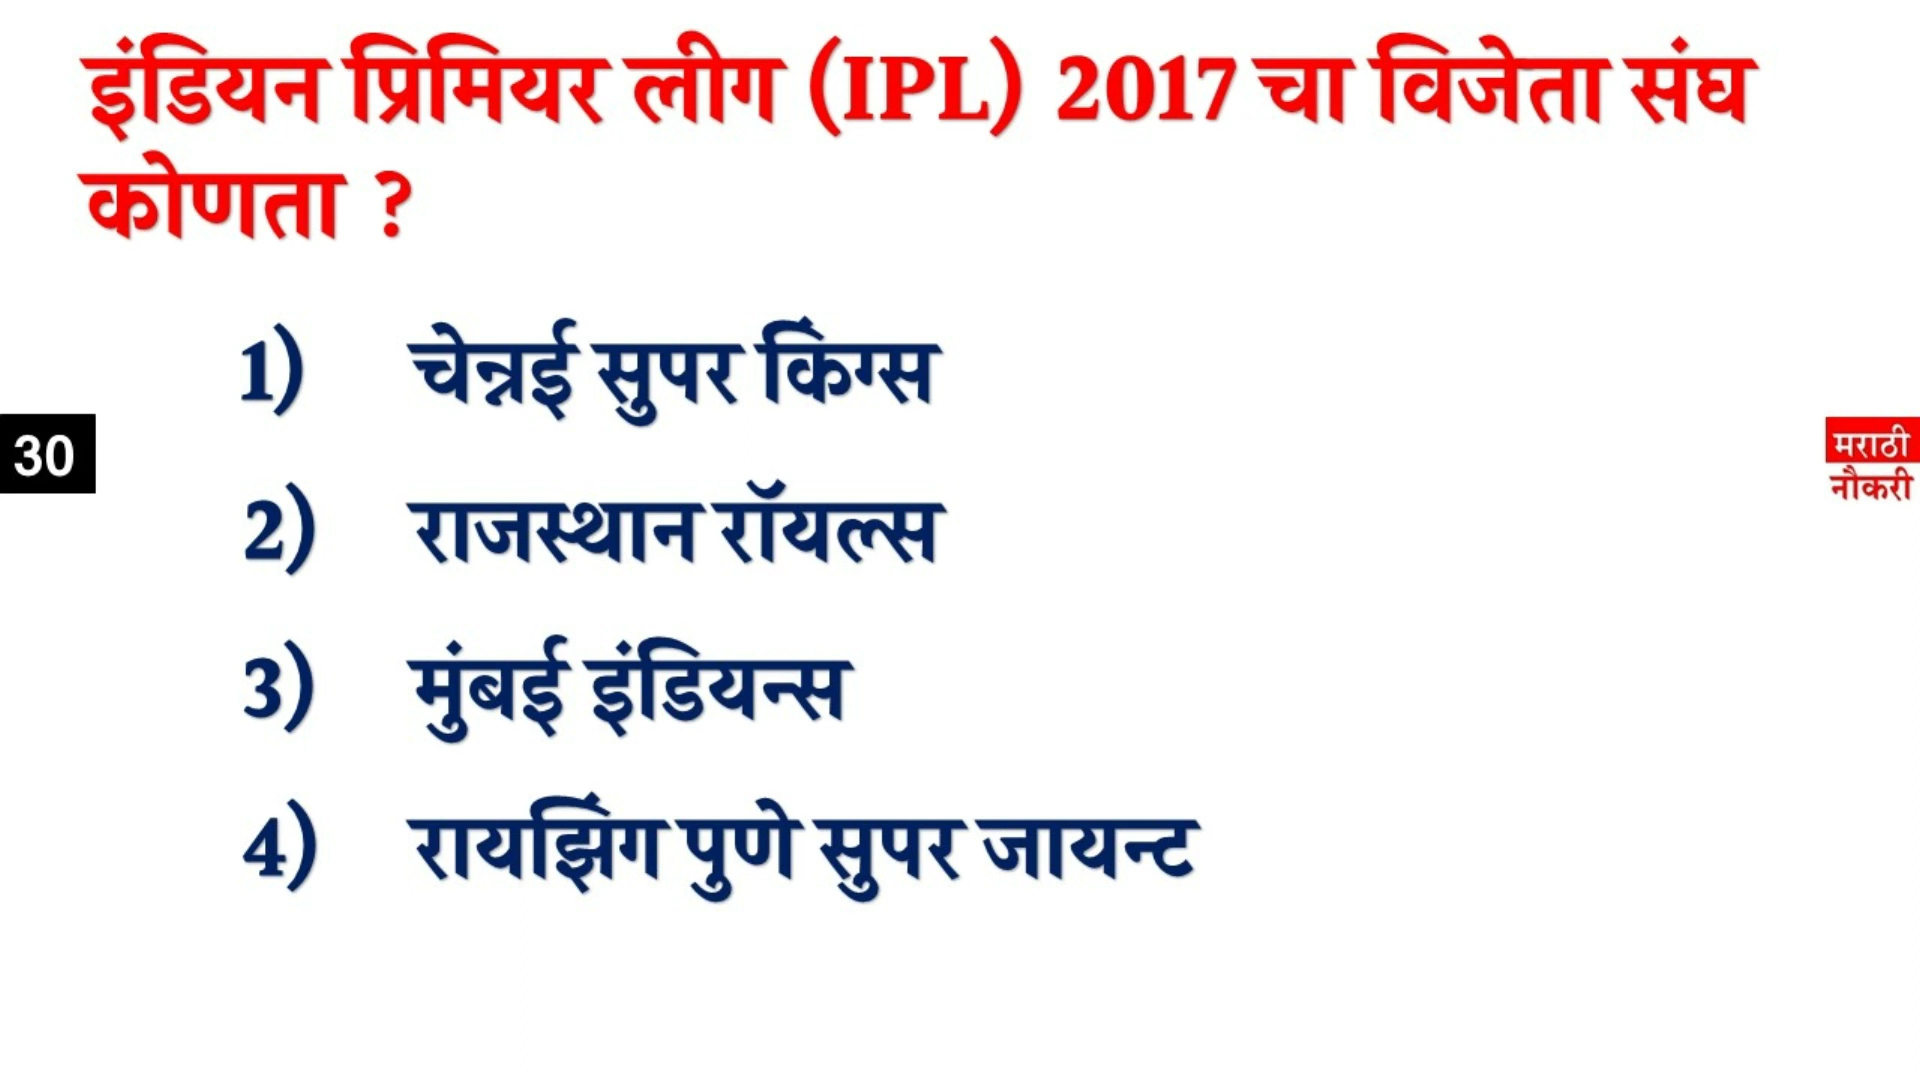 इंडियन प्रिमियर लीग (IPL) 2017 चा विजेता संघ
कोणता ?
1) चेन्नई सुपर किंग्स
30
मराठी
नौकरी
2) राजस्थान रॉयल्स
3) मुंबई इंडियन्स
4) रायझिंग पुणे सुपर जायन्ट